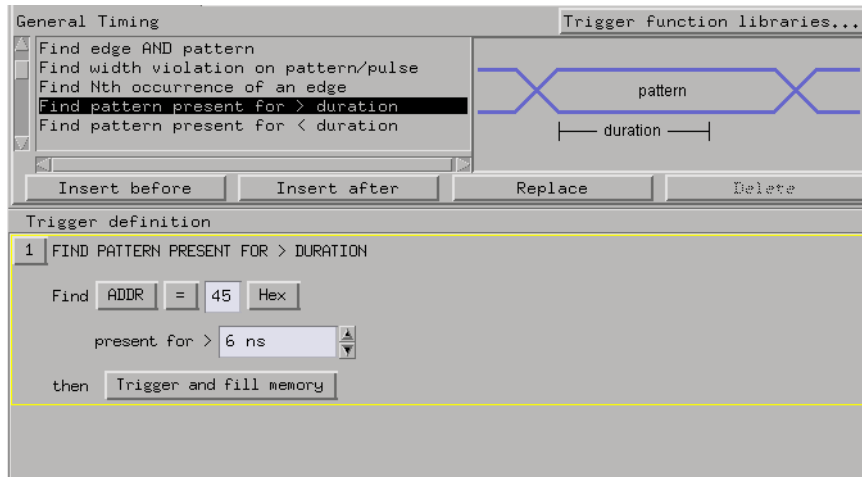 General Timing
Trigger function libraries...
Find edge AND pattern
Find width violation on pattern/pulse
Find Nth occurrence of an edge
Find pattern present for > duration
Find pattern present for < duration
pattern
duration
Insert before
Insert after
Replace
Delete
Trigger definition
1 FIND PATTERN PRESENT FOR > DURATION
Find ADDR = 45 Hex
present for > 6 ns
then Trigger and fill memory